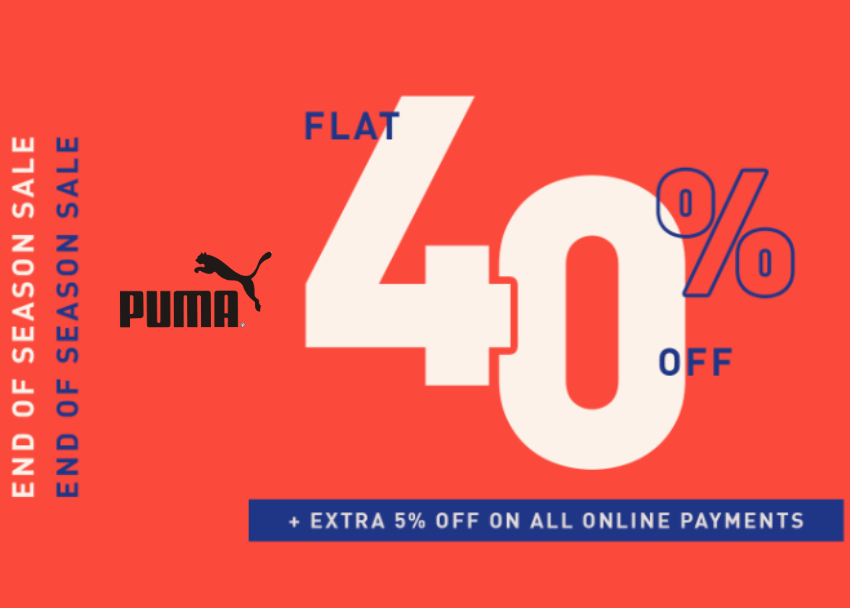 END OF SEASON SALE
END OF SEASON SALE
PUMA
FLAT
40%
OFF
+ EXTRA 5% OFF ON ALL ONLINE PAYMENTS